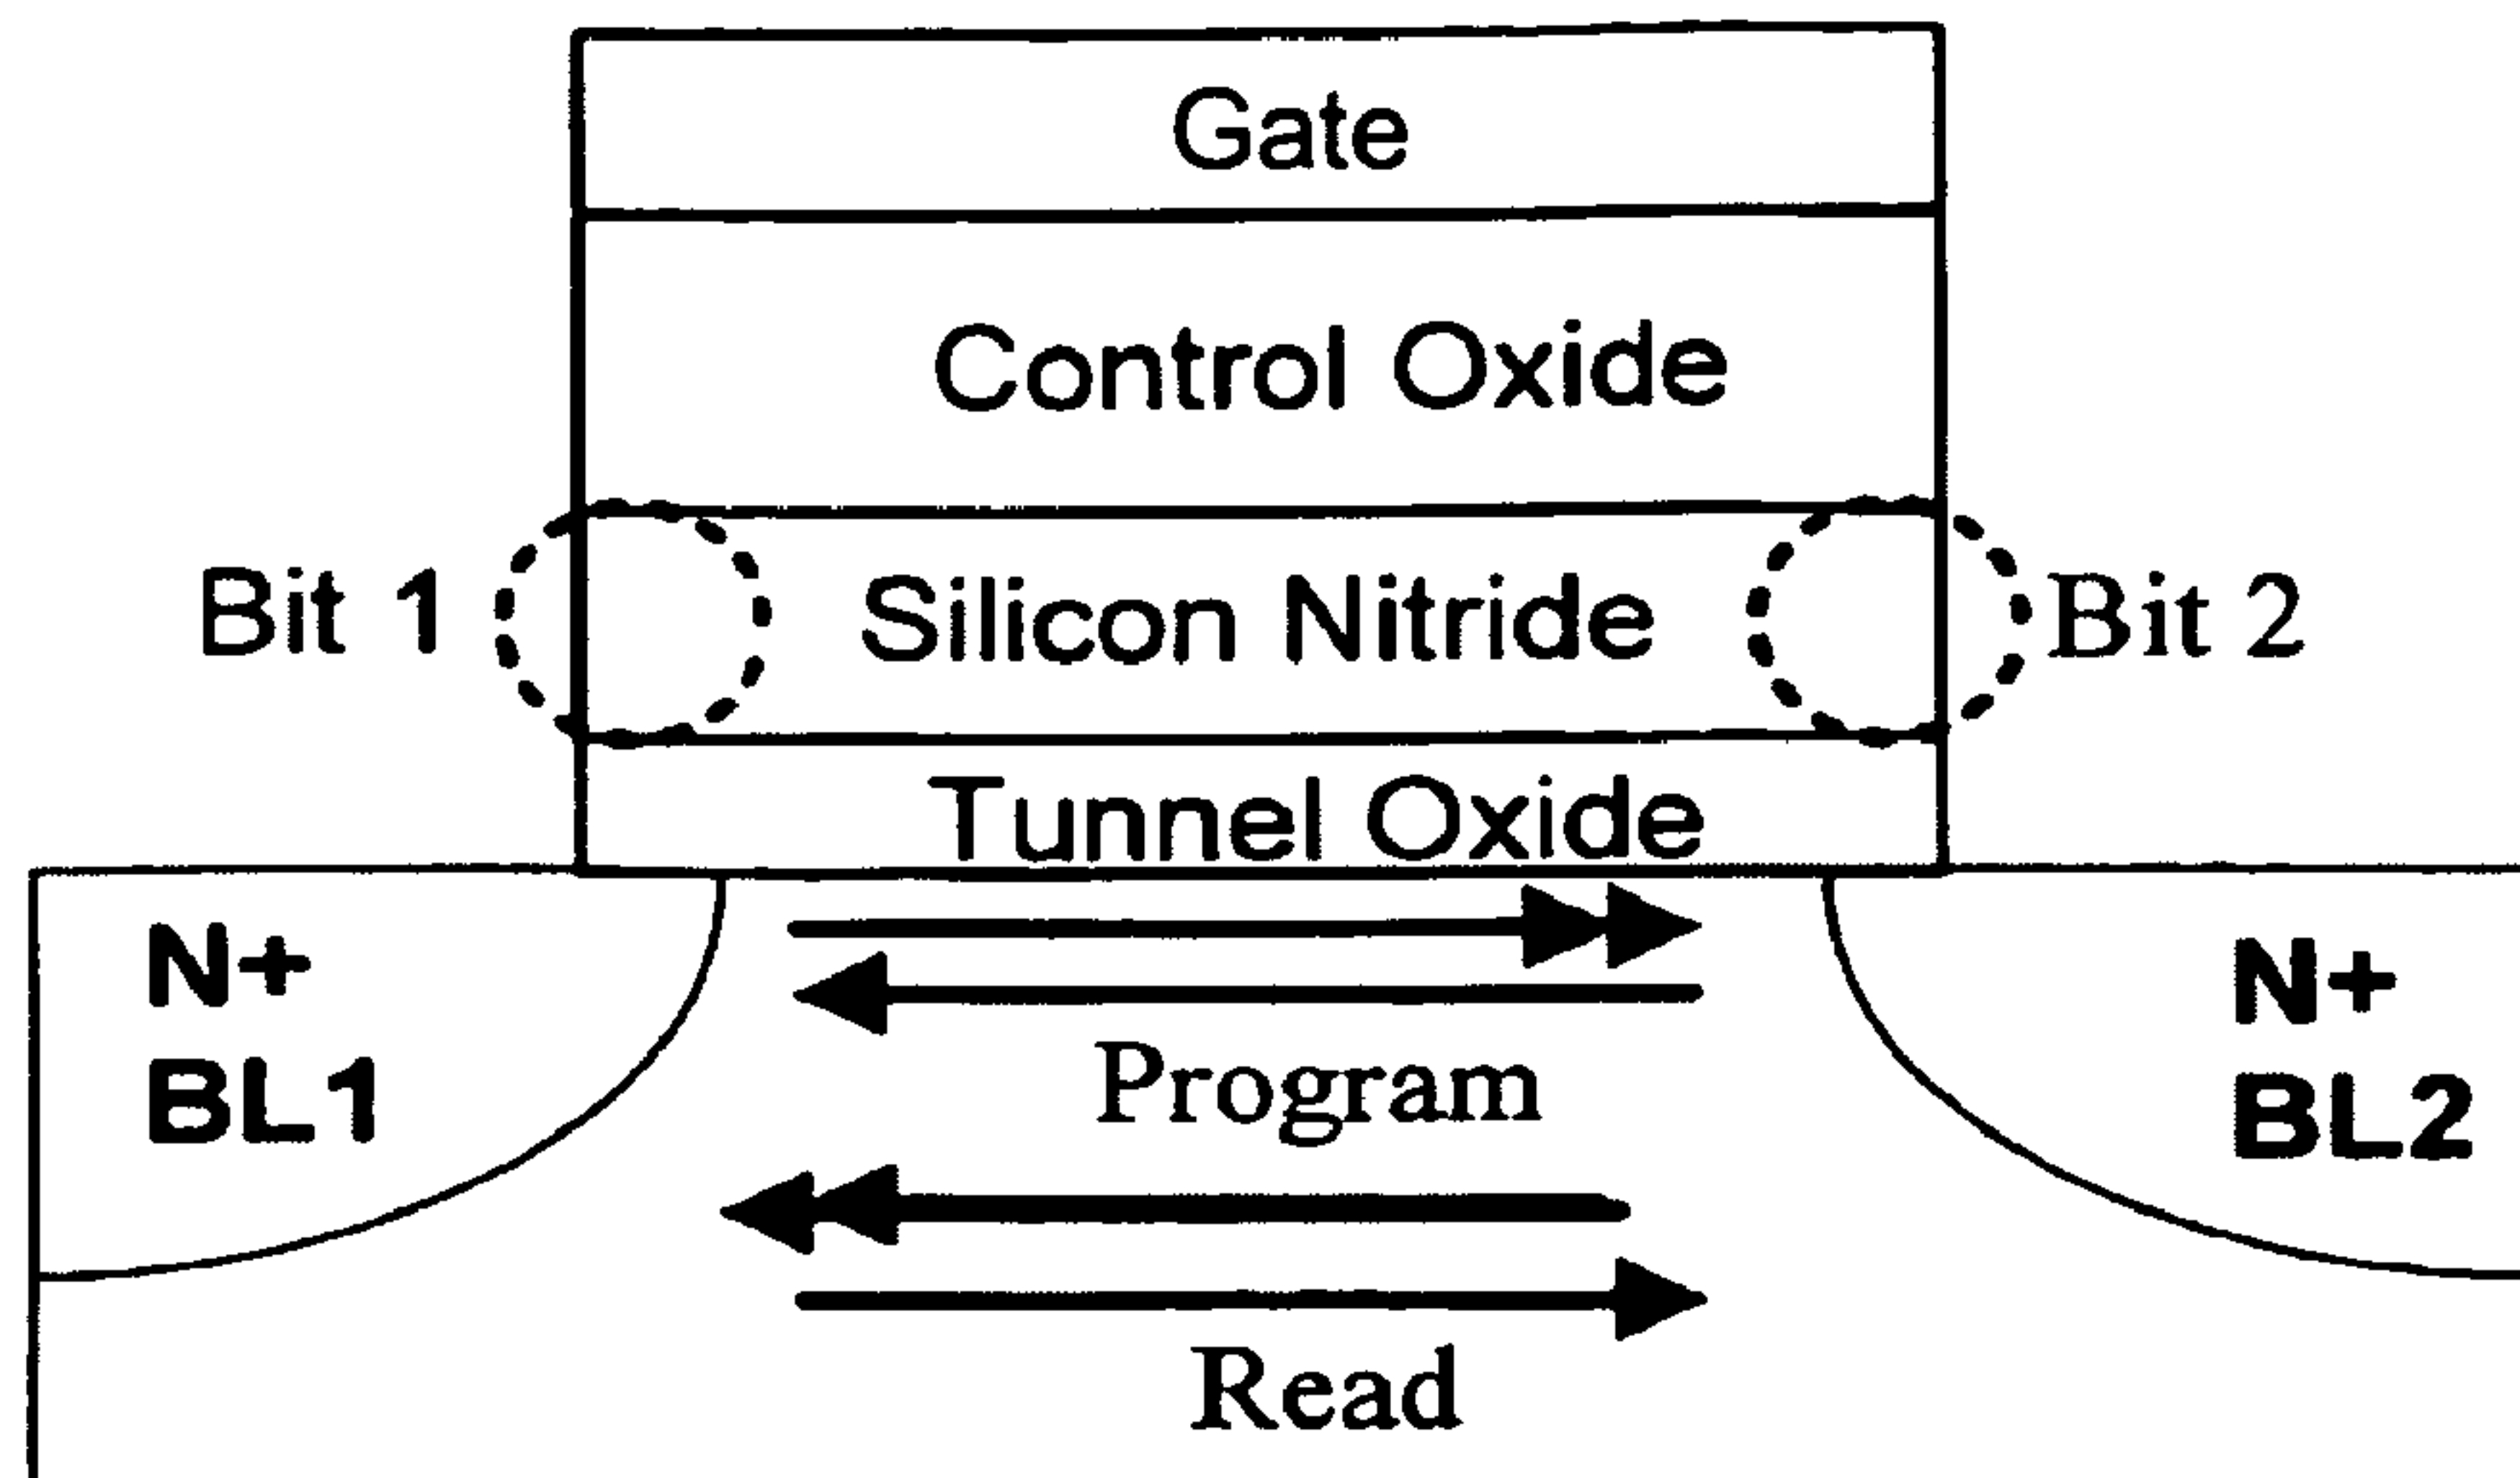 Gate
Control Oxide
Bit 1
Silicon Nitride
Bit 2
Tunnel Oxide
N+
BL1
N+
BL2
Program
Read